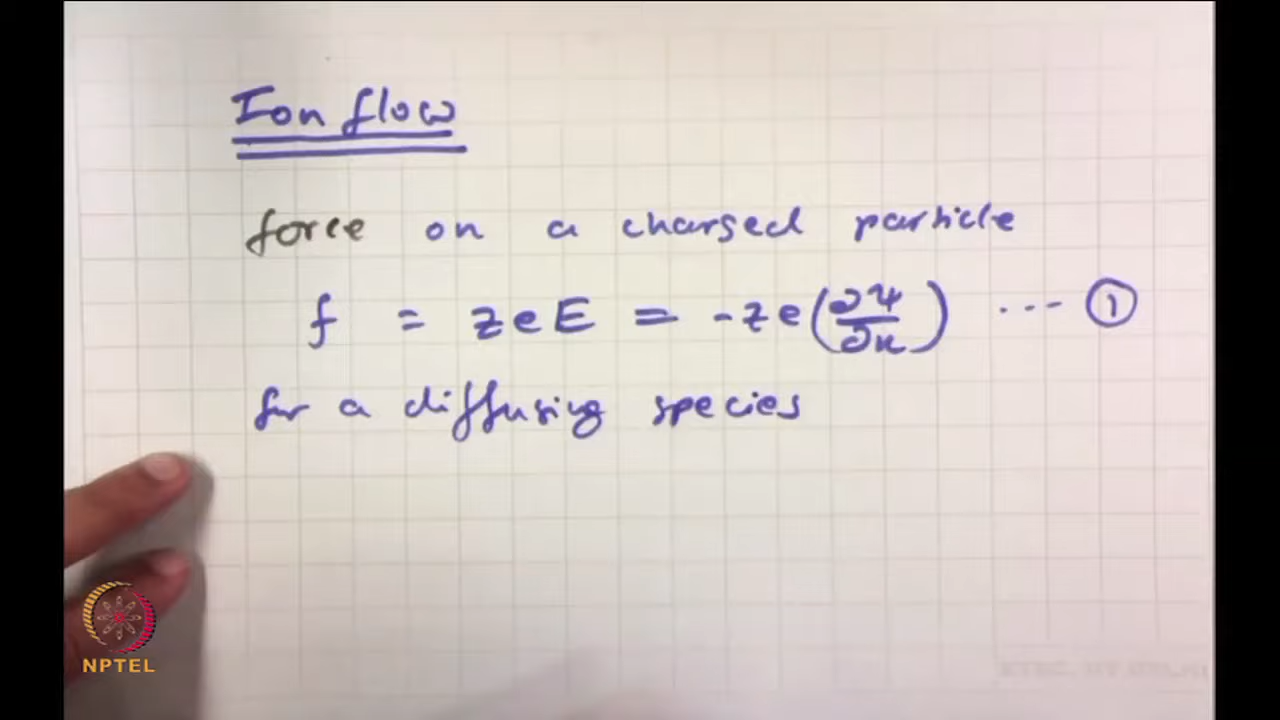 Ion flow
force on a charged particle
f = zeE = -ze(∂Ψ/∂x) ... ①
for a diffusing species
NPTEL